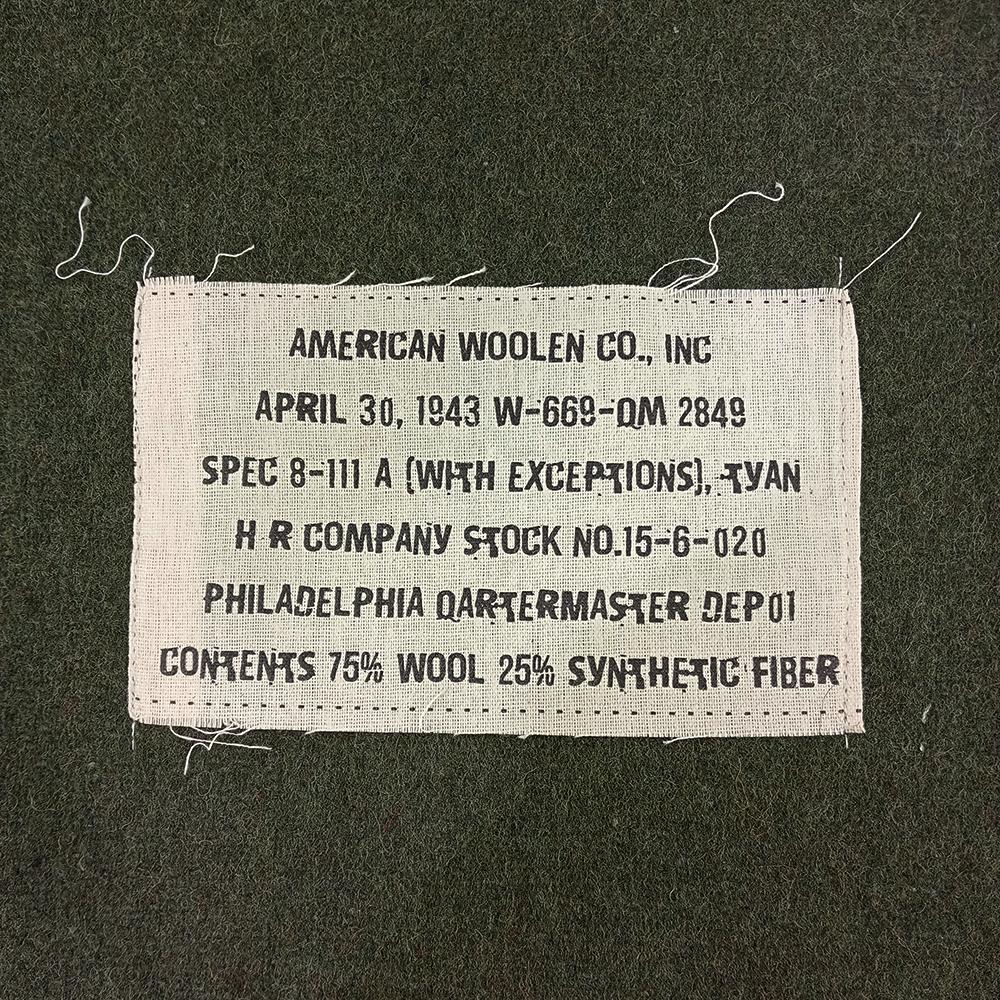 AMERICAN WOOLEN CO., INC
APRIL 30, 1943 W-669-QM 2849
SPEC 8-111 A (WITH EXCEPTIONS), TYAN
H R COMPANY STOCK NO.15-6-020
PHILADELPHIA QARTERMASTER DEP01
CONTENTS 75% WOOL 25% SYNTHETIC FIBER